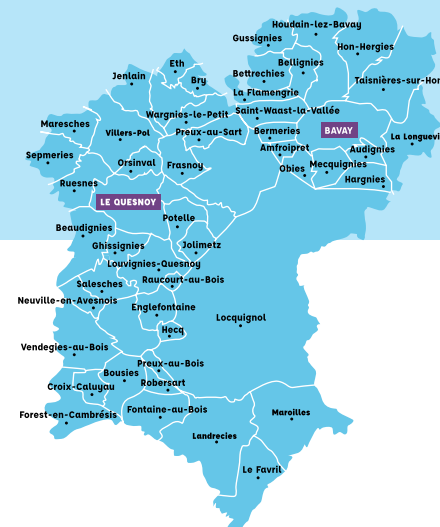 Houdain-lez-Bavay
Gussignies
Hon-Hergies
Eth
Bellignies
Jenlain
Bry
Bettrechies
Taisnières-sur-Hon
La Flamengrie
Wargnies-le-Petit
Saint-Waast-la-Vallée
Maresches
Villers-Pol
Preux-au-Sart
Bermeries
BAVAY
La Longuevi
Sepmeries
Orsinval
Frasnoy
Amfroipret
Audignies
Obies
Mecquignies
Ruesnes
Hargnies
LE QUESNOY
Potelle
Beaudignies
Ghissignies
Jolimetz
Louvignies-Quesnoy
Salesches
Raucourt-au-Bois
Neuville-en-Avesnois
Englefontaine
Locquignol
Hecq
Vendegies-au-Bois
Preux-au-Bois
Bousies
Croix-Caluyau
Robersart
Forest-en-Cambrésis
Fontaine-au-Bois
Maroilles
Landrecies
Le Favril